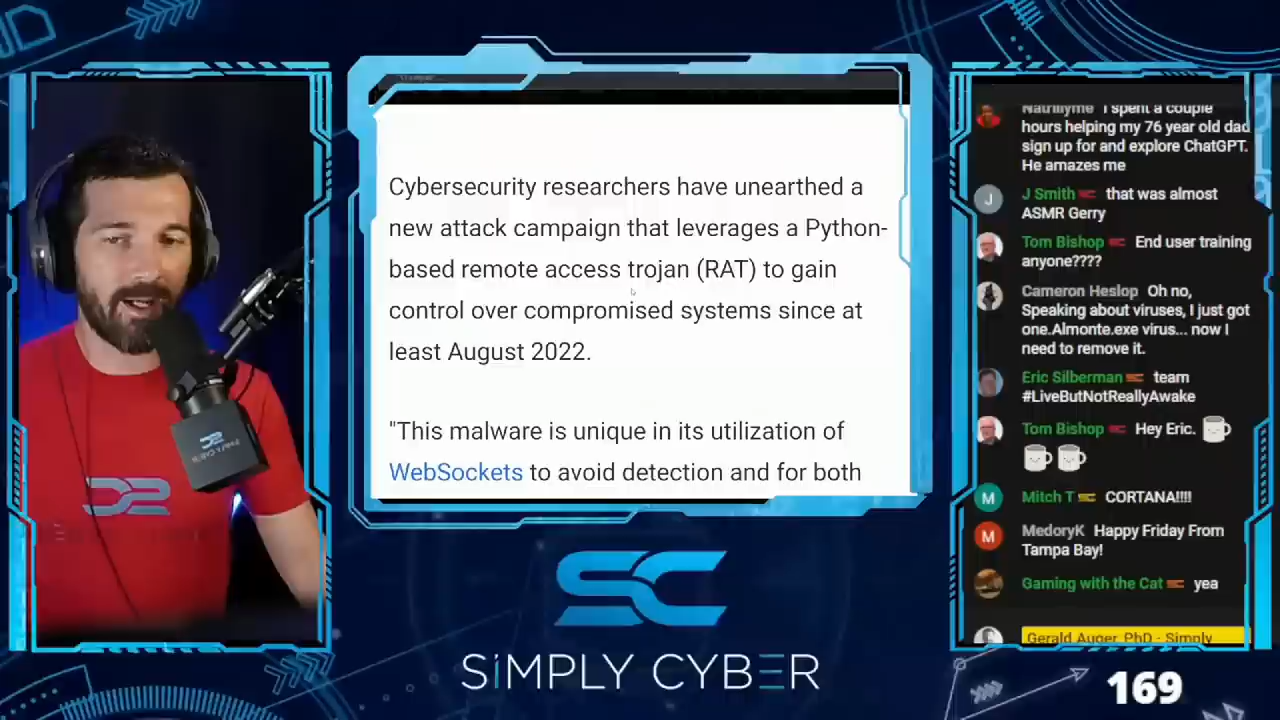 Cybersecurity researchers have unearthed a
new attack campaign that leverages a Python-
based remote access trojan (RAT) to gain
control over compromised systems since at
least August 2022.
"This malware is unique in its utilization of
WebSockets to avoid detection and for both
SIMPLY CYBER
SC
SIMPLY CYBER
Natrillyme I spent a couple
hours helping my 76 year old dad
sign up for and explore ChatGPT.
He amazes me
J Smith that was almost
ASMR Gerry
Tom Bishop End user training
anyone????
Cameron Heslop Oh no,
Speaking about viruses, I just got
one.Almonte.exe virus... now I
need to remove it.
Eric Silberman team
#LiveButNotReallyAwake
Tom Bishop Hey Eric.
Mitch T CORTANA!!!!
MedoryK Happy Friday From
Tampa Bay!
Gaming with the Cat yea
Gerald Auger, PhD - Simply
169